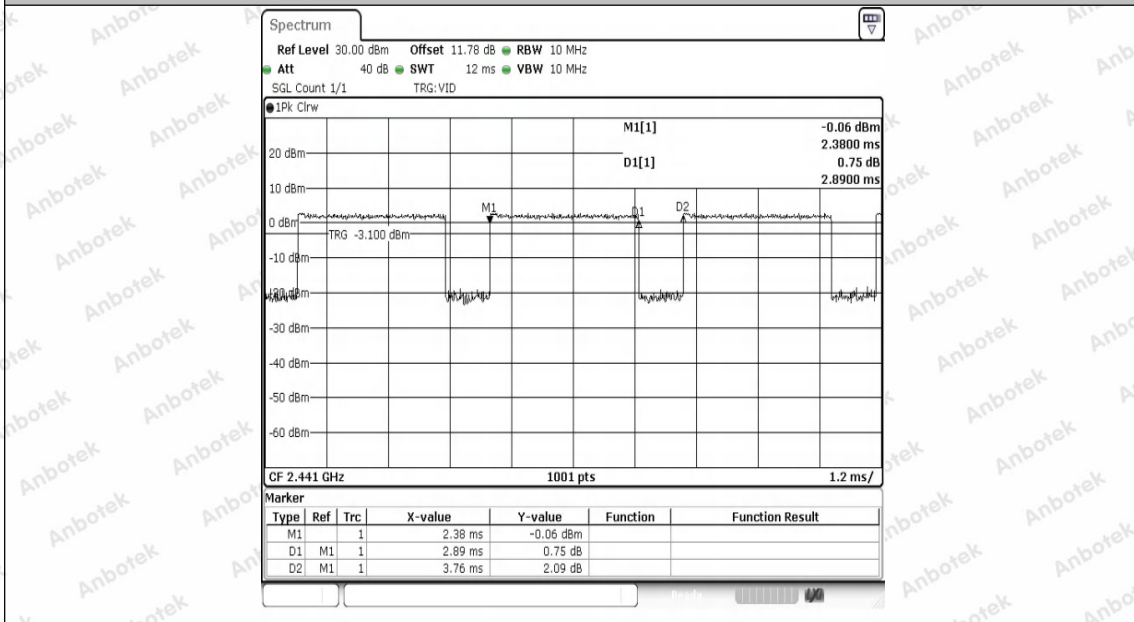 Spectrum
Ref Level 30.00 dBm Offset 11.78 dB RBW 10 MHz
Att 40 dB SWT 12 ms VBW 10 MHz
SGL Count 1/1 TRG:VID
1Pk Clrw
M1[1] -0.06 dBm
2.3800 ms
20 dBm
D1[1] 0.75 dB
2.8900 ms
10 dBm
M1 D1 D2
0 dBm
TRG -3.100 dBm
-10 dBm
-20 dBm
-30 dBm
-40 dBm
-50 dBm
-60 dBm
CF 2.441 GHz 1001 pts 1.2 ms/
Marker
Type Ref Trc X-value Y-value Function Function Result
M1 1 2.38 ms -0.06 dBm
D1 M1 1 2.89 ms 0.75 dB
D2 M1 1 3.76 ms 2.09 dB
Anbotek